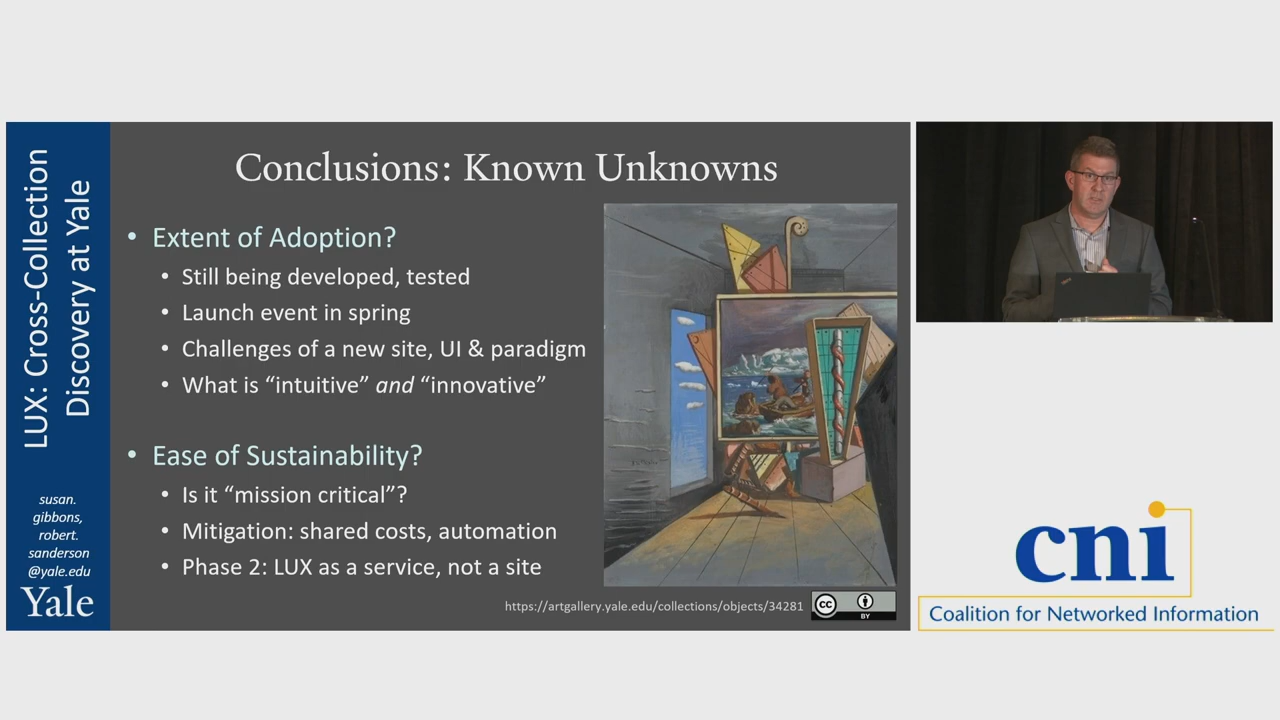 LUX: Cross-Collection
Discovery at Yale
susan.
gibbons,
robert.
sanderson
@yale.edu
Yale
Conclusions: Known Unknowns
• Extent of Adoption?
• Still being developed, tested
• Launch event in spring
• Challenges of a new site, UI & paradigm
• What is “intuitive” and “innovative”
• Ease of Sustainability?
• Is it “mission critical”?
• Mitigation: shared costs, automation
• Phase 2: LUX as a service, not a site
https://artgallery.yale.edu/collections/objects/34281
cc
BY
cni
Coalition for Networked Information